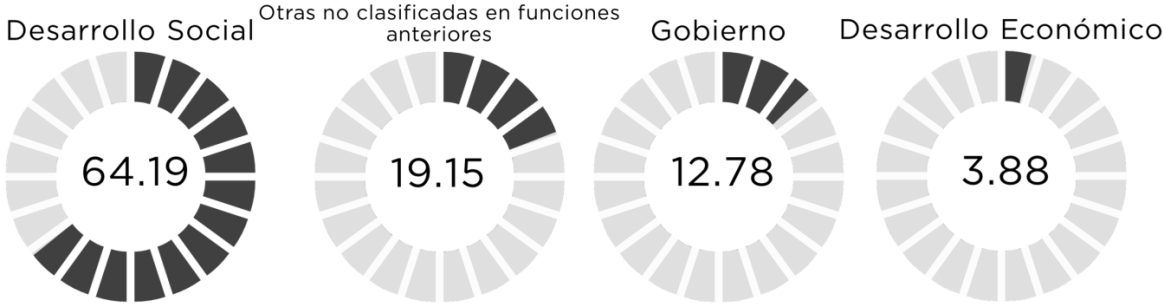 Desarrollo Social
Otras no clasificadas en funciones
anteriores
Gobierno
Desarrollo Económico
64.19
19.15
12.78
3.88